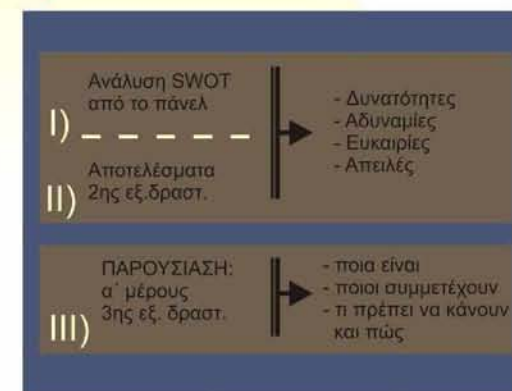 Ανάλυση SWOT
από το πάνελ
I)
Αποτελέσματα
2ης εξ.δραστ.
II)
- Δυνατότητες
- Αδυναμίες
- Ευκαιρίες
- Απειλές
ΠΑΡΟΥΣΙΑΣΗ:
α΄ μέρους
3ης εξ. δραστ.
III)
- ποια είναι
- ποιοι συμμετέχουν
- τι πρέπει να κάνουν
και πώς